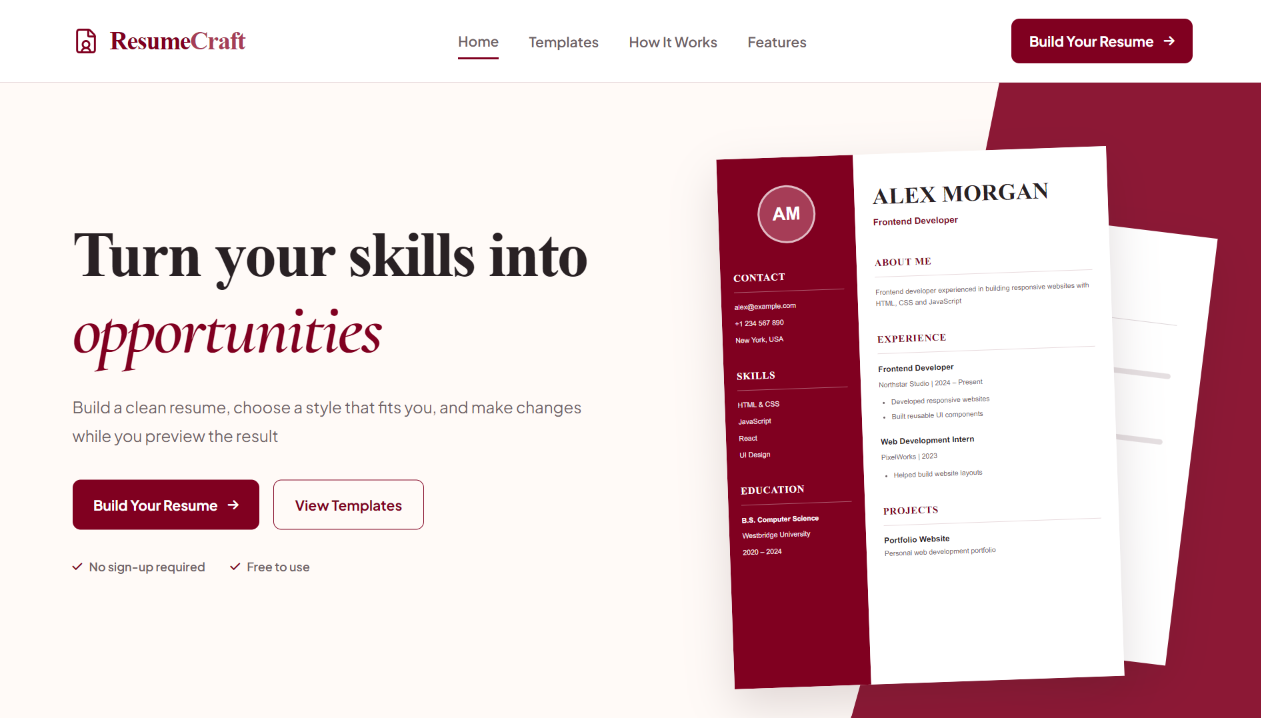 ResumeCraft
Home
Templates
How It Works
Features
Build Your Resume
Turn your skills into
opportunities
Build a clean resume, choose a style that fits you, and make changes
while you preview the result
Build Your Resume
View Templates
No sign-up required
Free to use
AM
CONTACT
alex@example.com
+1 234 567 890
New York, USA
SKILLS
HTML & CSS
JavaScript
React
UI Design
EDUCATION
B.S. Computer Science
Westbridge University
2020 – 2024
ALEX MORGAN
Frontend Developer
ABOUT ME
Frontend developer experienced in building responsive websites with
HTML, CSS and JavaScript
EXPERIENCE
Frontend Developer
Northstar Studio | 2024 – Present
• Developed responsive websites
• Built reusable UI components
Web Development Intern
PixelWorks | 2023
• Helped build website layouts
PROJECTS
Portfolio Website
Personal web development portfolio